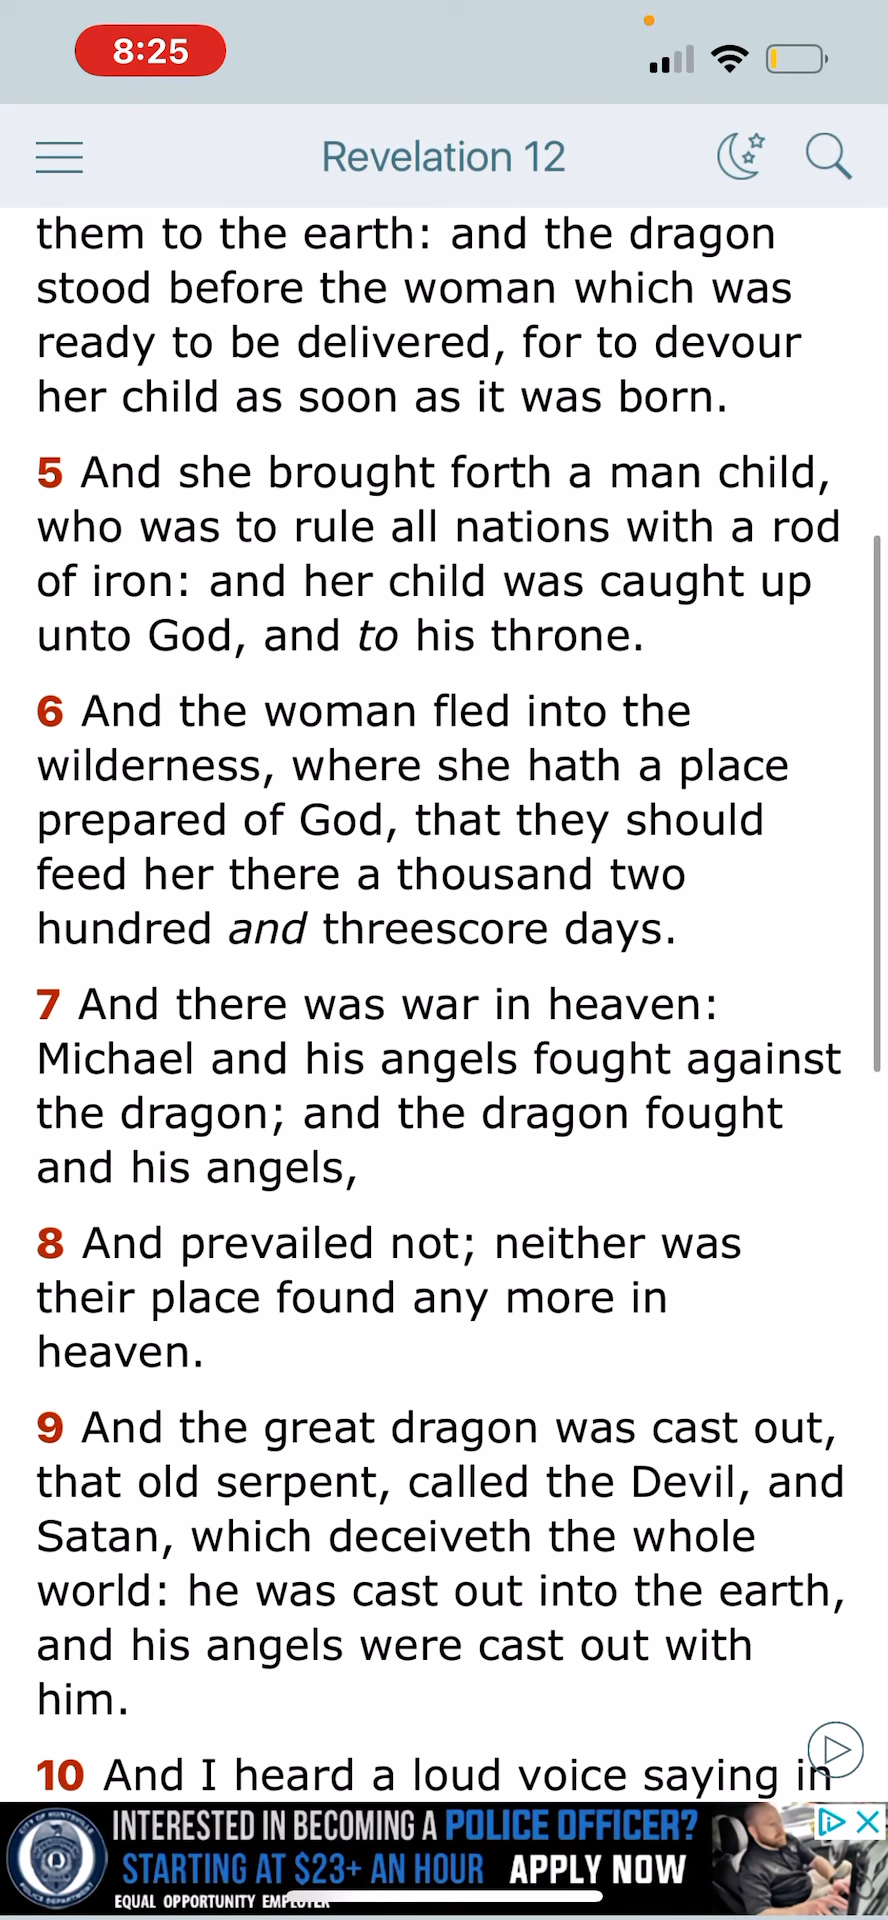 8:25
Revelation 12
them to the earth: and the dragon
stood before the woman which was
ready to be delivered, for to devour
her child as soon as it was born.
5 And she brought forth a man child,
who was to rule all nations with a rod
of iron: and her child was caught up
unto God, and to his throne.
6 And the woman fled into the
wilderness, where she hath a place
prepared of God, that they should
feed her there a thousand two
hundred and threescore days.
7 And there was war in heaven:
Michael and his angels fought against
the dragon; and the dragon fought
and his angels,
8 And prevailed not; neither was
their place found any more in
heaven.
9 And the great dragon was cast out,
that old serpent, called the Devil, and
Satan, which deceiveth the whole
world: he was cast out into the earth,
and his angels were cast out with
him.
10 And I heard a loud voice saying in
INTERESTED IN BECOMING A POLICE OFFICER?
STARTING AT $23+ AN HOUR APPLY NOW
EQUAL OPPORTUNITY EMPLOYER